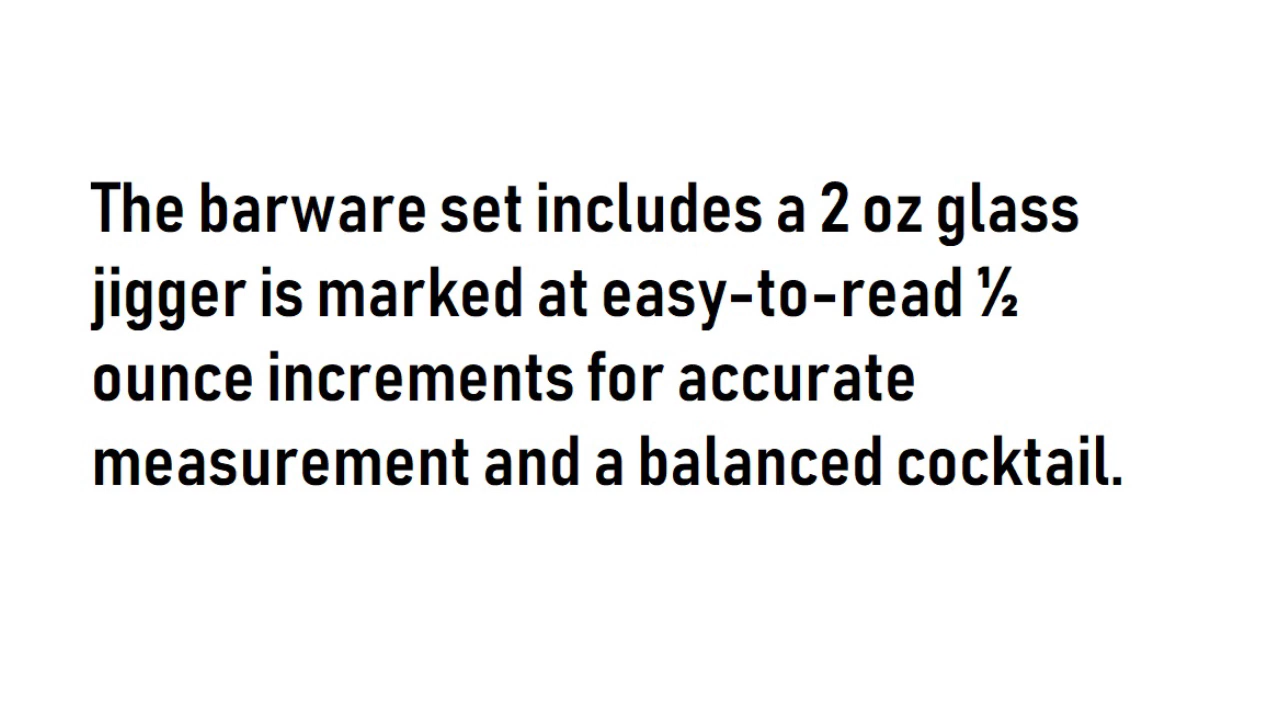 The barware set includes a 2 oz glass
jigger is marked at easy-to-read ½
ounce increments for accurate
measurement and a balanced cocktail.